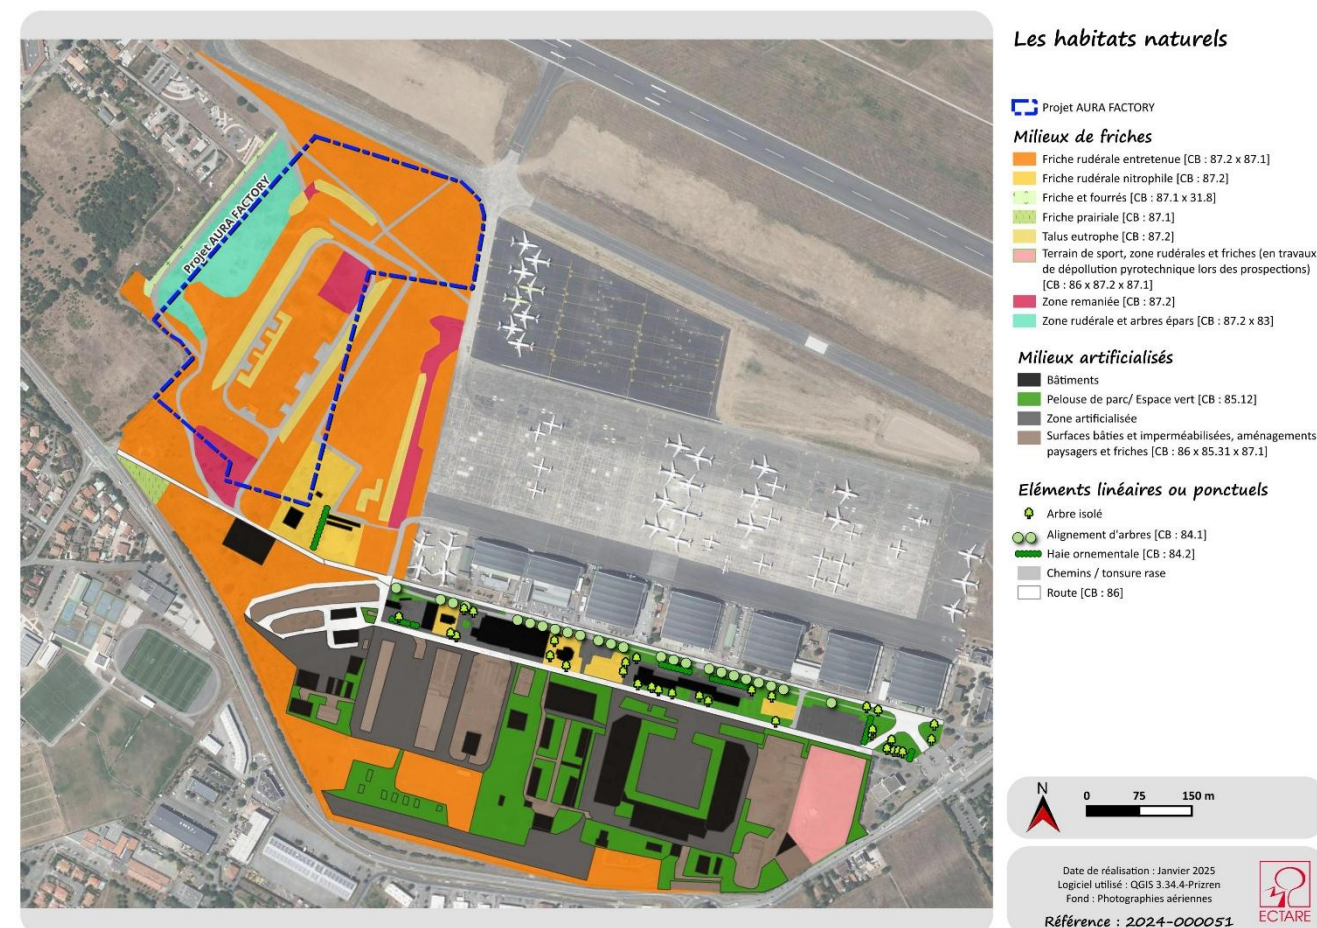 Les habitats naturels
Projet AURA FACTORY
Projet AURA FACTORY
Milieux de friches
Friche rudérale entretenue [CB : 87.2 x 87.1]
Friche rudérale nitrophile [CB : 87.2]
Friche et fourrés [CB : 87.1 x 31.8]
Friche prairiale [CB : 87.1]
Talus eutrophe [CB : 87.2]
Terrain de sport, zone rudérales et friches (en travaux
de dépollution pyrotechnique lors des prospections)
[CB : 86 x 87.2 x 87.1]
Zone remaniée [CB : 87.2]
Zone rudérale et arbres épars [CB : 87.2 x 83]
Milieux artificialisés
Bâtiments
Pelouse de parc/ Espace vert [CB : 85.12]
Zone artificialisée
Surfaces bâties et imperméabilisées, aménagements
paysagers et friches [CB : 86 x 85.31 x 87.1]
Eléments linéaires ou ponctuels
Arbre isolé
Alignement d'arbres [CB : 84.1]
Haie ornementale [CB : 84.2]
Chemins / tonsure rase
Route [CB : 86]
N
0 75 150 m
Date de réalisation : Janvier 2025
Logiciel utilisé : QGIS 3.34.4-Prizren
Fond : Photographies aériennes
Référence : 2024-000051
ECTARE